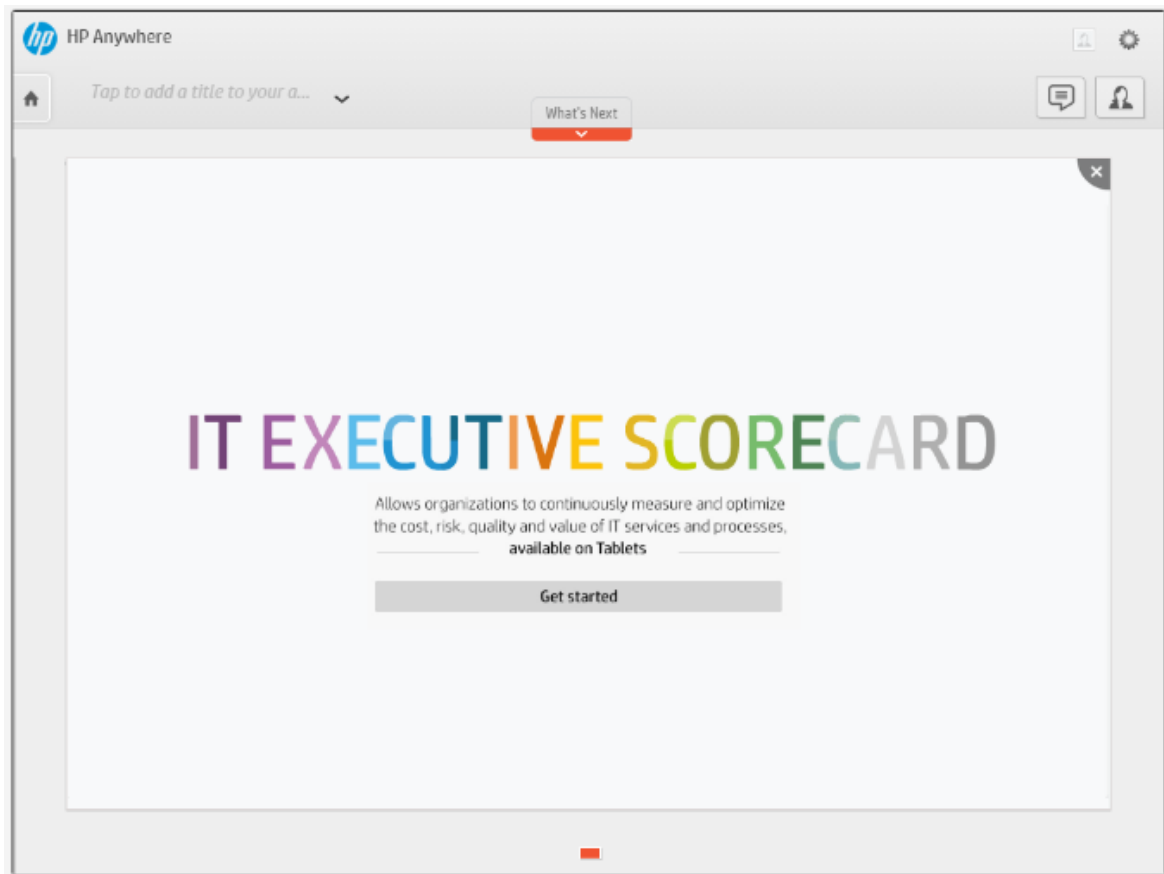 hp HP Anywhere
Tap to add a title to your a...
What's Next
IT EXECUTIVE SCORECARD
Allows organizations to continuously measure and optimize
the cost, risk, quality and value of IT services and processes,
available on Tablets
Get started